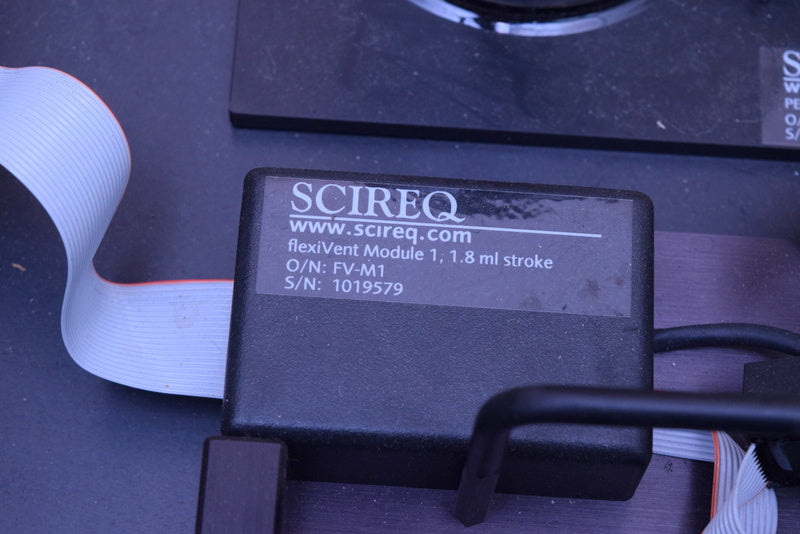 SCIREQ
www.scireq.com
flexiVent Module 1, 1.8 ml stroke
O/N: FV-M1
S/N: 1019579